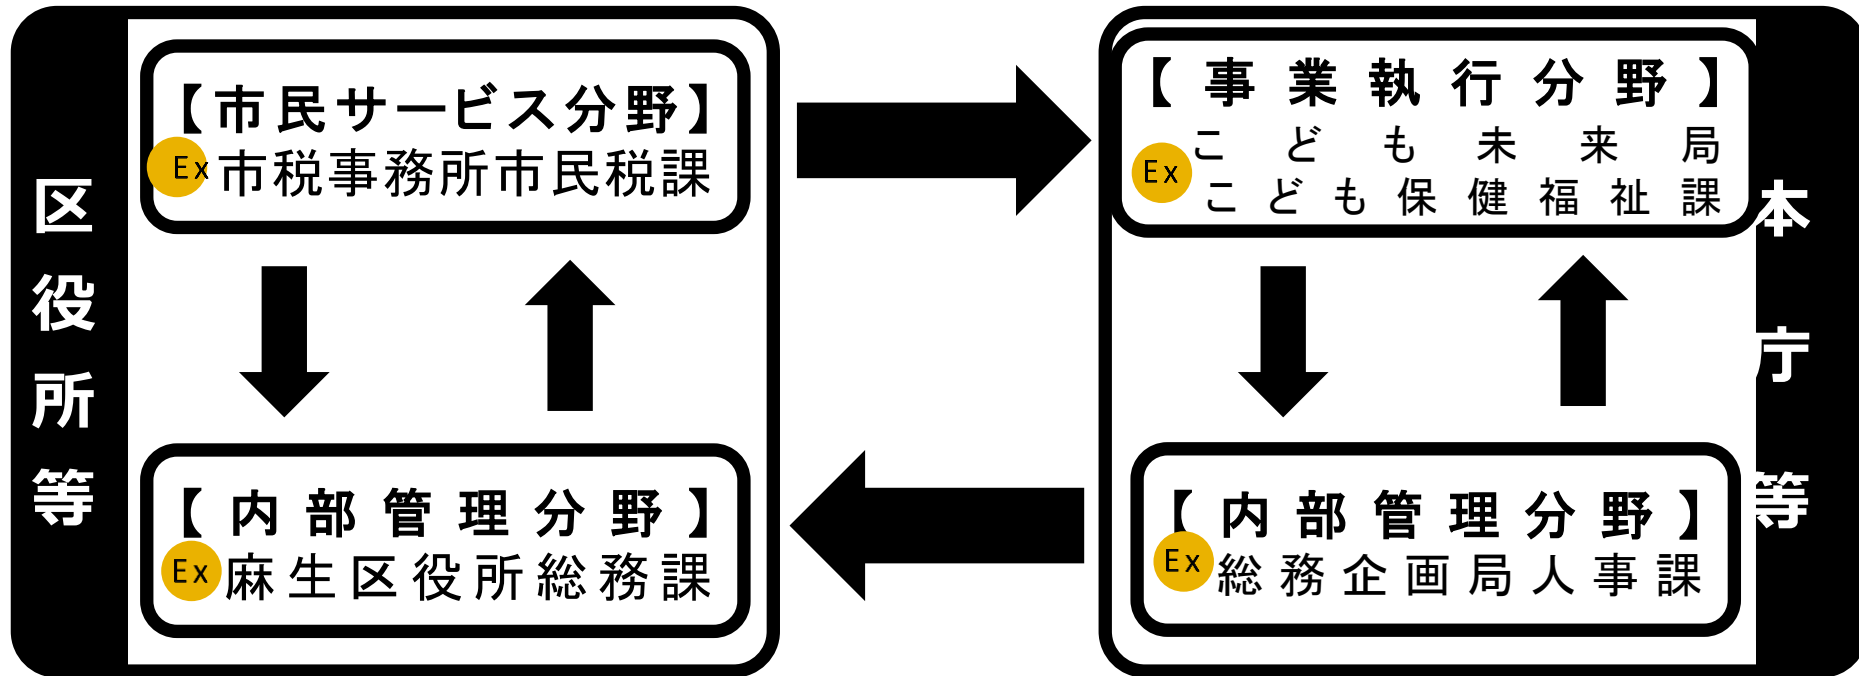 区役所等
【市民サービス分野】
Ex
市税事務所市民税課
【内部管理分野】
Ex
麻生区役所総務課
【事業執行分野】
Ex
こども未来局
こども保健福祉課
【内部管理分野】
Ex
総務企画局人事課
本庁等